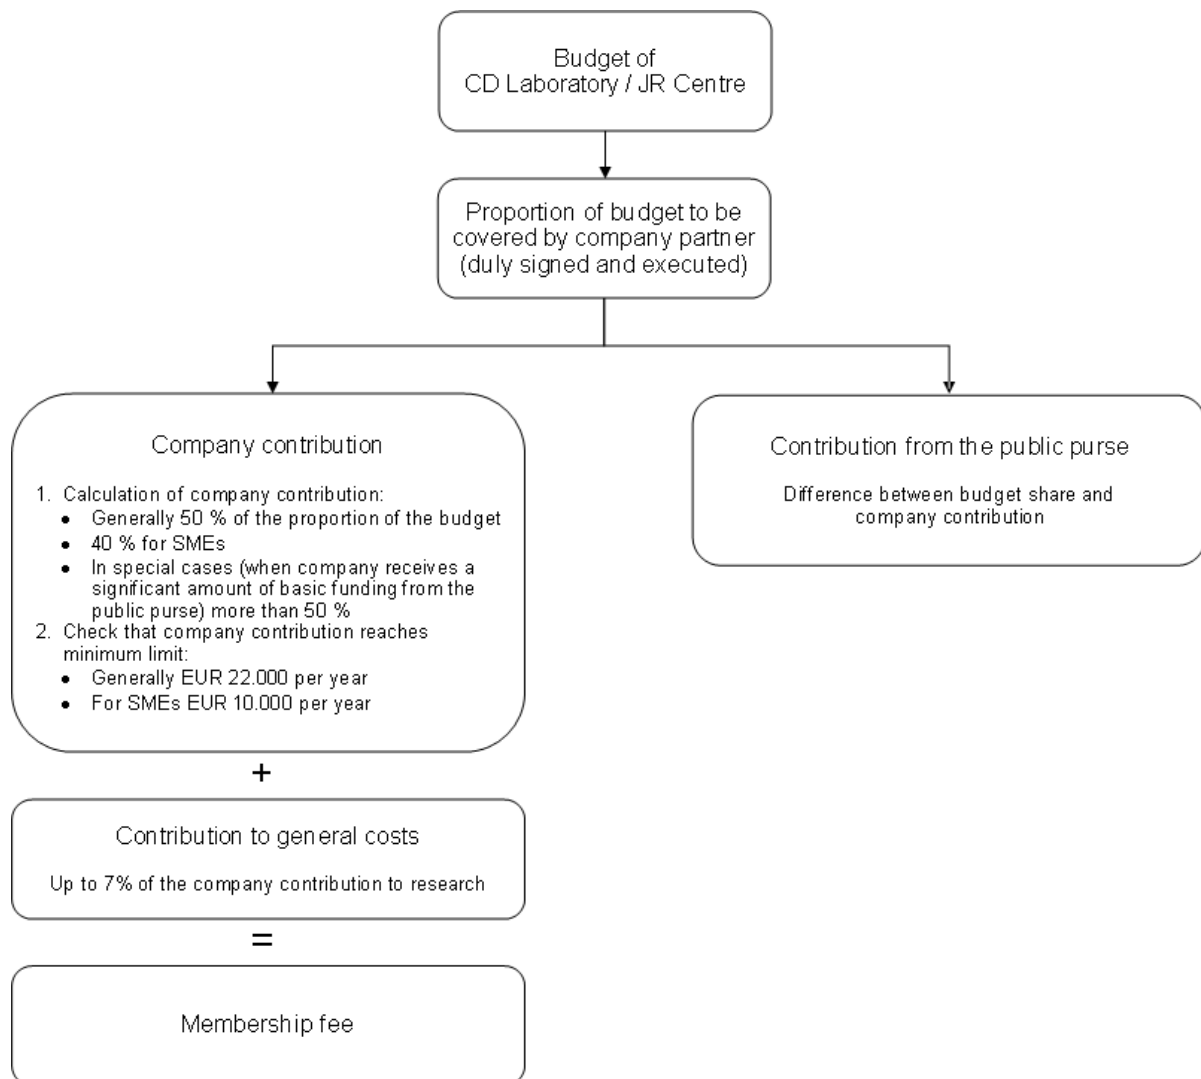 Budget of
CD Laboratory / JR Centre
Proportion of budget to be
covered by company partner
(duly signed and executed)
Company contribution
1. Calculation of company contribution:
• Generally 50 % of the proportion of the budget
• 40 % for SMEs
• In special cases (when company receives a
significant amount of basic funding from the
public purse) more than 50 %
2. Check that company contribution reaches
minimum limit:
• Generally EUR 22.000 per year
• For SMEs EUR 10.000 per year
Contribution from the public purse
Difference between budget share and
company contribution
+
Contribution to general costs
Up to 7% of the company contribution to research
=
Membership fee